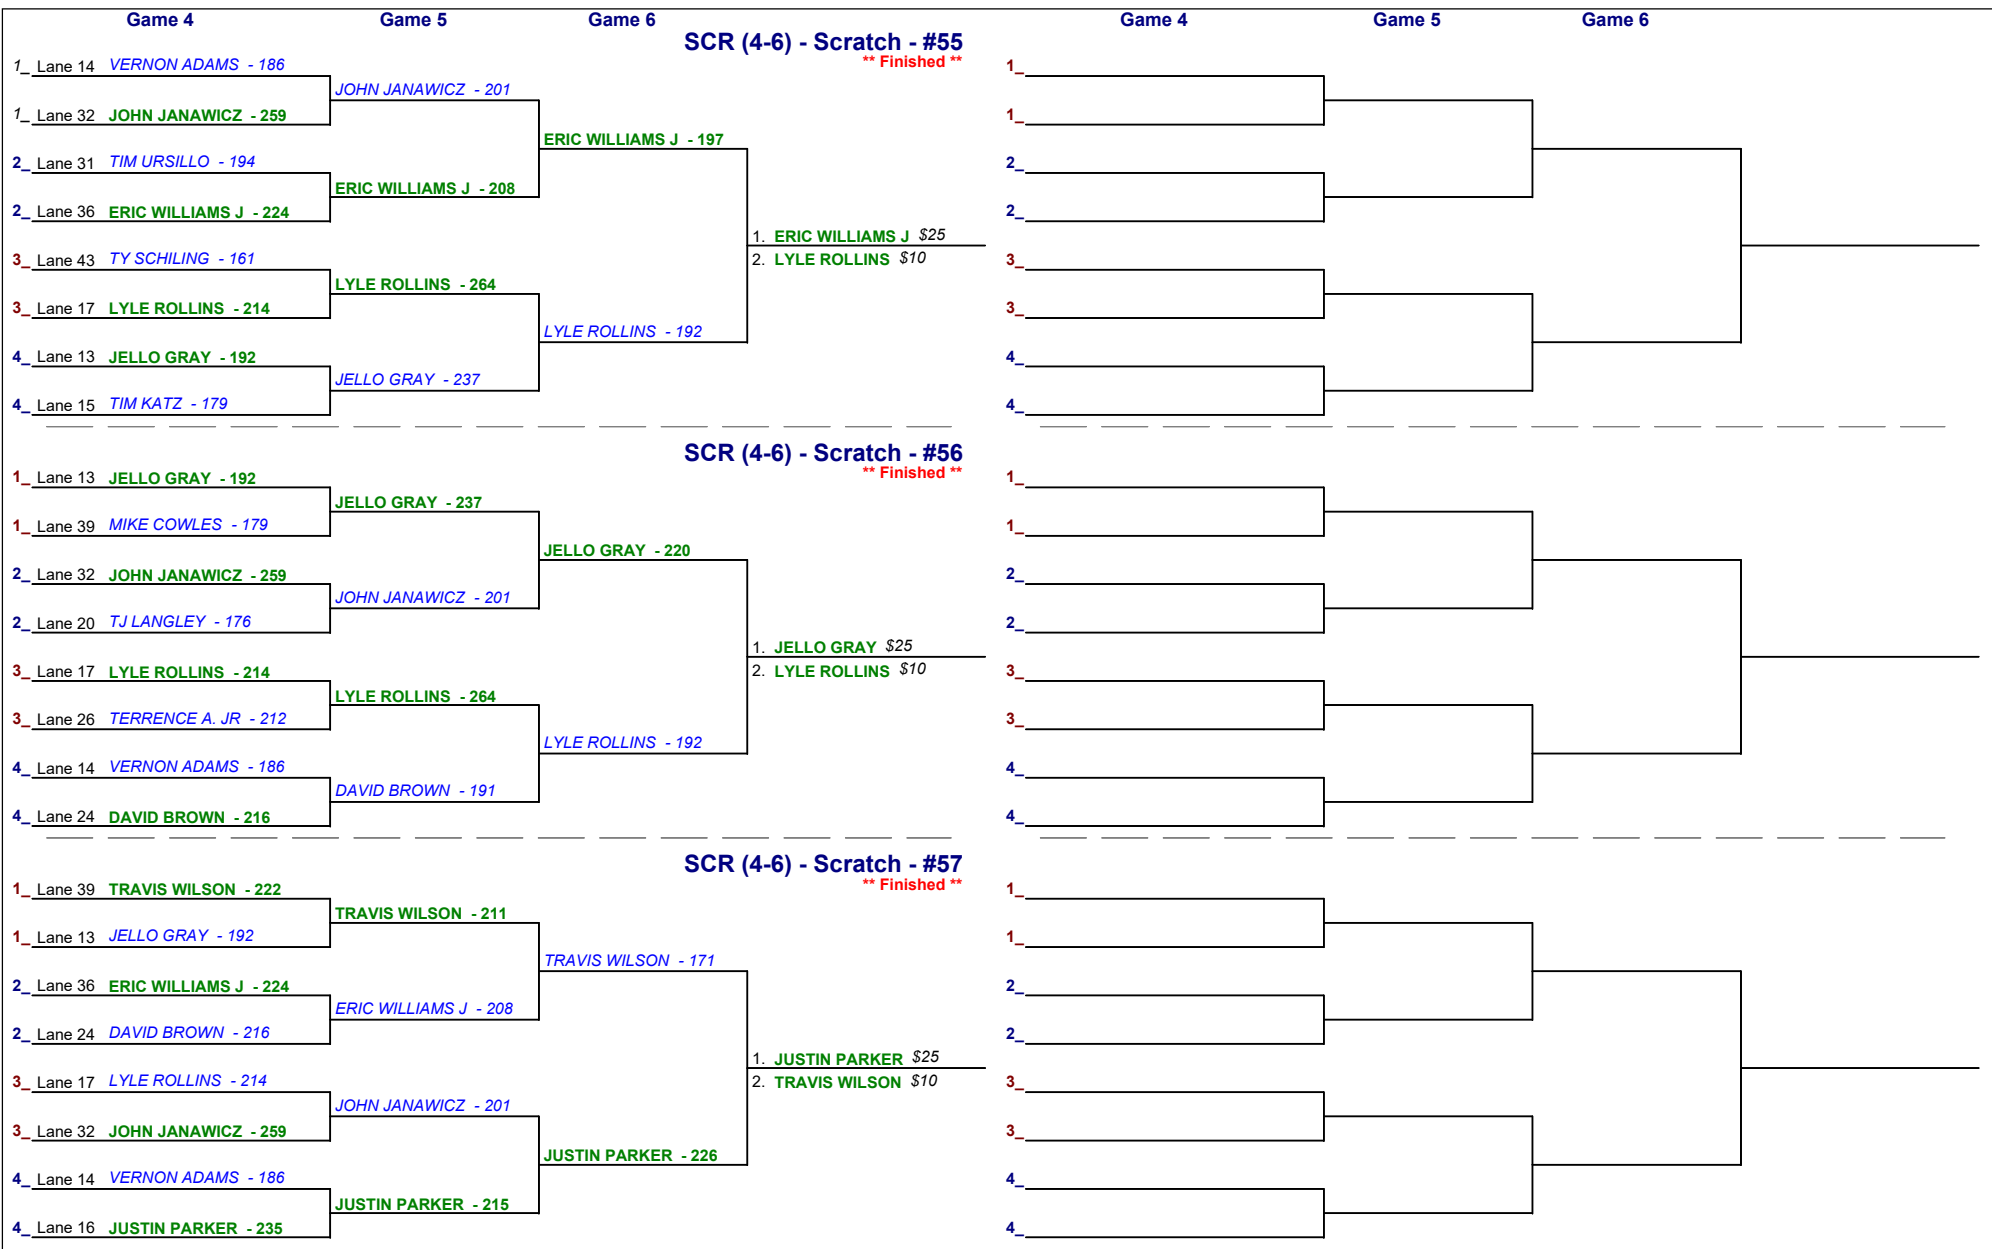 Game 4 Game 5 Game 6 Game 4 Game 5 Game 6
SCR (4-6) - Scratch - #55
** Finished **
1_ Lane 14 VERNON ADAMS - 186
JOHN JANAWICZ - 201
1_ Lane 32 JOHN JANAWICZ - 259
ERIC WILLIAMS J - 197
2_ Lane 31 TIM URSILLO - 194
ERIC WILLIAMS J - 208
2_ Lane 36 ERIC WILLIAMS J - 224
1. ERIC WILLIAMS J $25
2. LYLE ROLLINS $10
3_ Lane 43 TY SCHILING - 161
LYLE ROLLINS - 264
3_ Lane 17 LYLE ROLLINS - 214
LYLE ROLLINS - 192
4_ Lane 13 JELLO GRAY - 192
JELLO GRAY - 237
4_ Lane 15 TIM KATZ - 179
1_
1_
2_
2_
3_
3_
4_
4_
SCR (4-6) - Scratch - #56
** Finished **
1_ Lane 13 JELLO GRAY - 192
JELLO GRAY - 237
1_ Lane 39 MIKE COWLES - 179
JELLO GRAY - 220
2_ Lane 32 JOHN JANAWICZ - 259
JOHN JANAWICZ - 201
2_ Lane 20 TJ LANGLEY - 176
1. JELLO GRAY $25
2. LYLE ROLLINS $10
3_ Lane 17 LYLE ROLLINS - 214
LYLE ROLLINS - 264
3_ Lane 26 TERRENCE A. JR - 212
LYLE ROLLINS - 192
4_ Lane 14 VERNON ADAMS - 186
DAVID BROWN - 191
4_ Lane 24 DAVID BROWN - 216
1_
1_
2_
2_
3_
3_
4_
4_
SCR (4-6) - Scratch - #57
** Finished **
1_ Lane 39 TRAVIS WILSON - 222
TRAVIS WILSON - 211
1_ Lane 13 JELLO GRAY - 192
TRAVIS WILSON - 171
2_ Lane 36 ERIC WILLIAMS J - 224
ERIC WILLIAMS J - 208
2_ Lane 24 DAVID BROWN - 216
1. JUSTIN PARKER $25
2. TRAVIS WILSON $10
3_ Lane 17 LYLE ROLLINS - 214
JOHN JANAWICZ - 201
3_ Lane 32 JOHN JANAWICZ - 259
JUSTIN PARKER - 226
4_ Lane 14 VERNON ADAMS - 186
JUSTIN PARKER - 215
4_ Lane 16 JUSTIN PARKER - 235
1_
1_
2_
2_
3_
3_
4_
4_